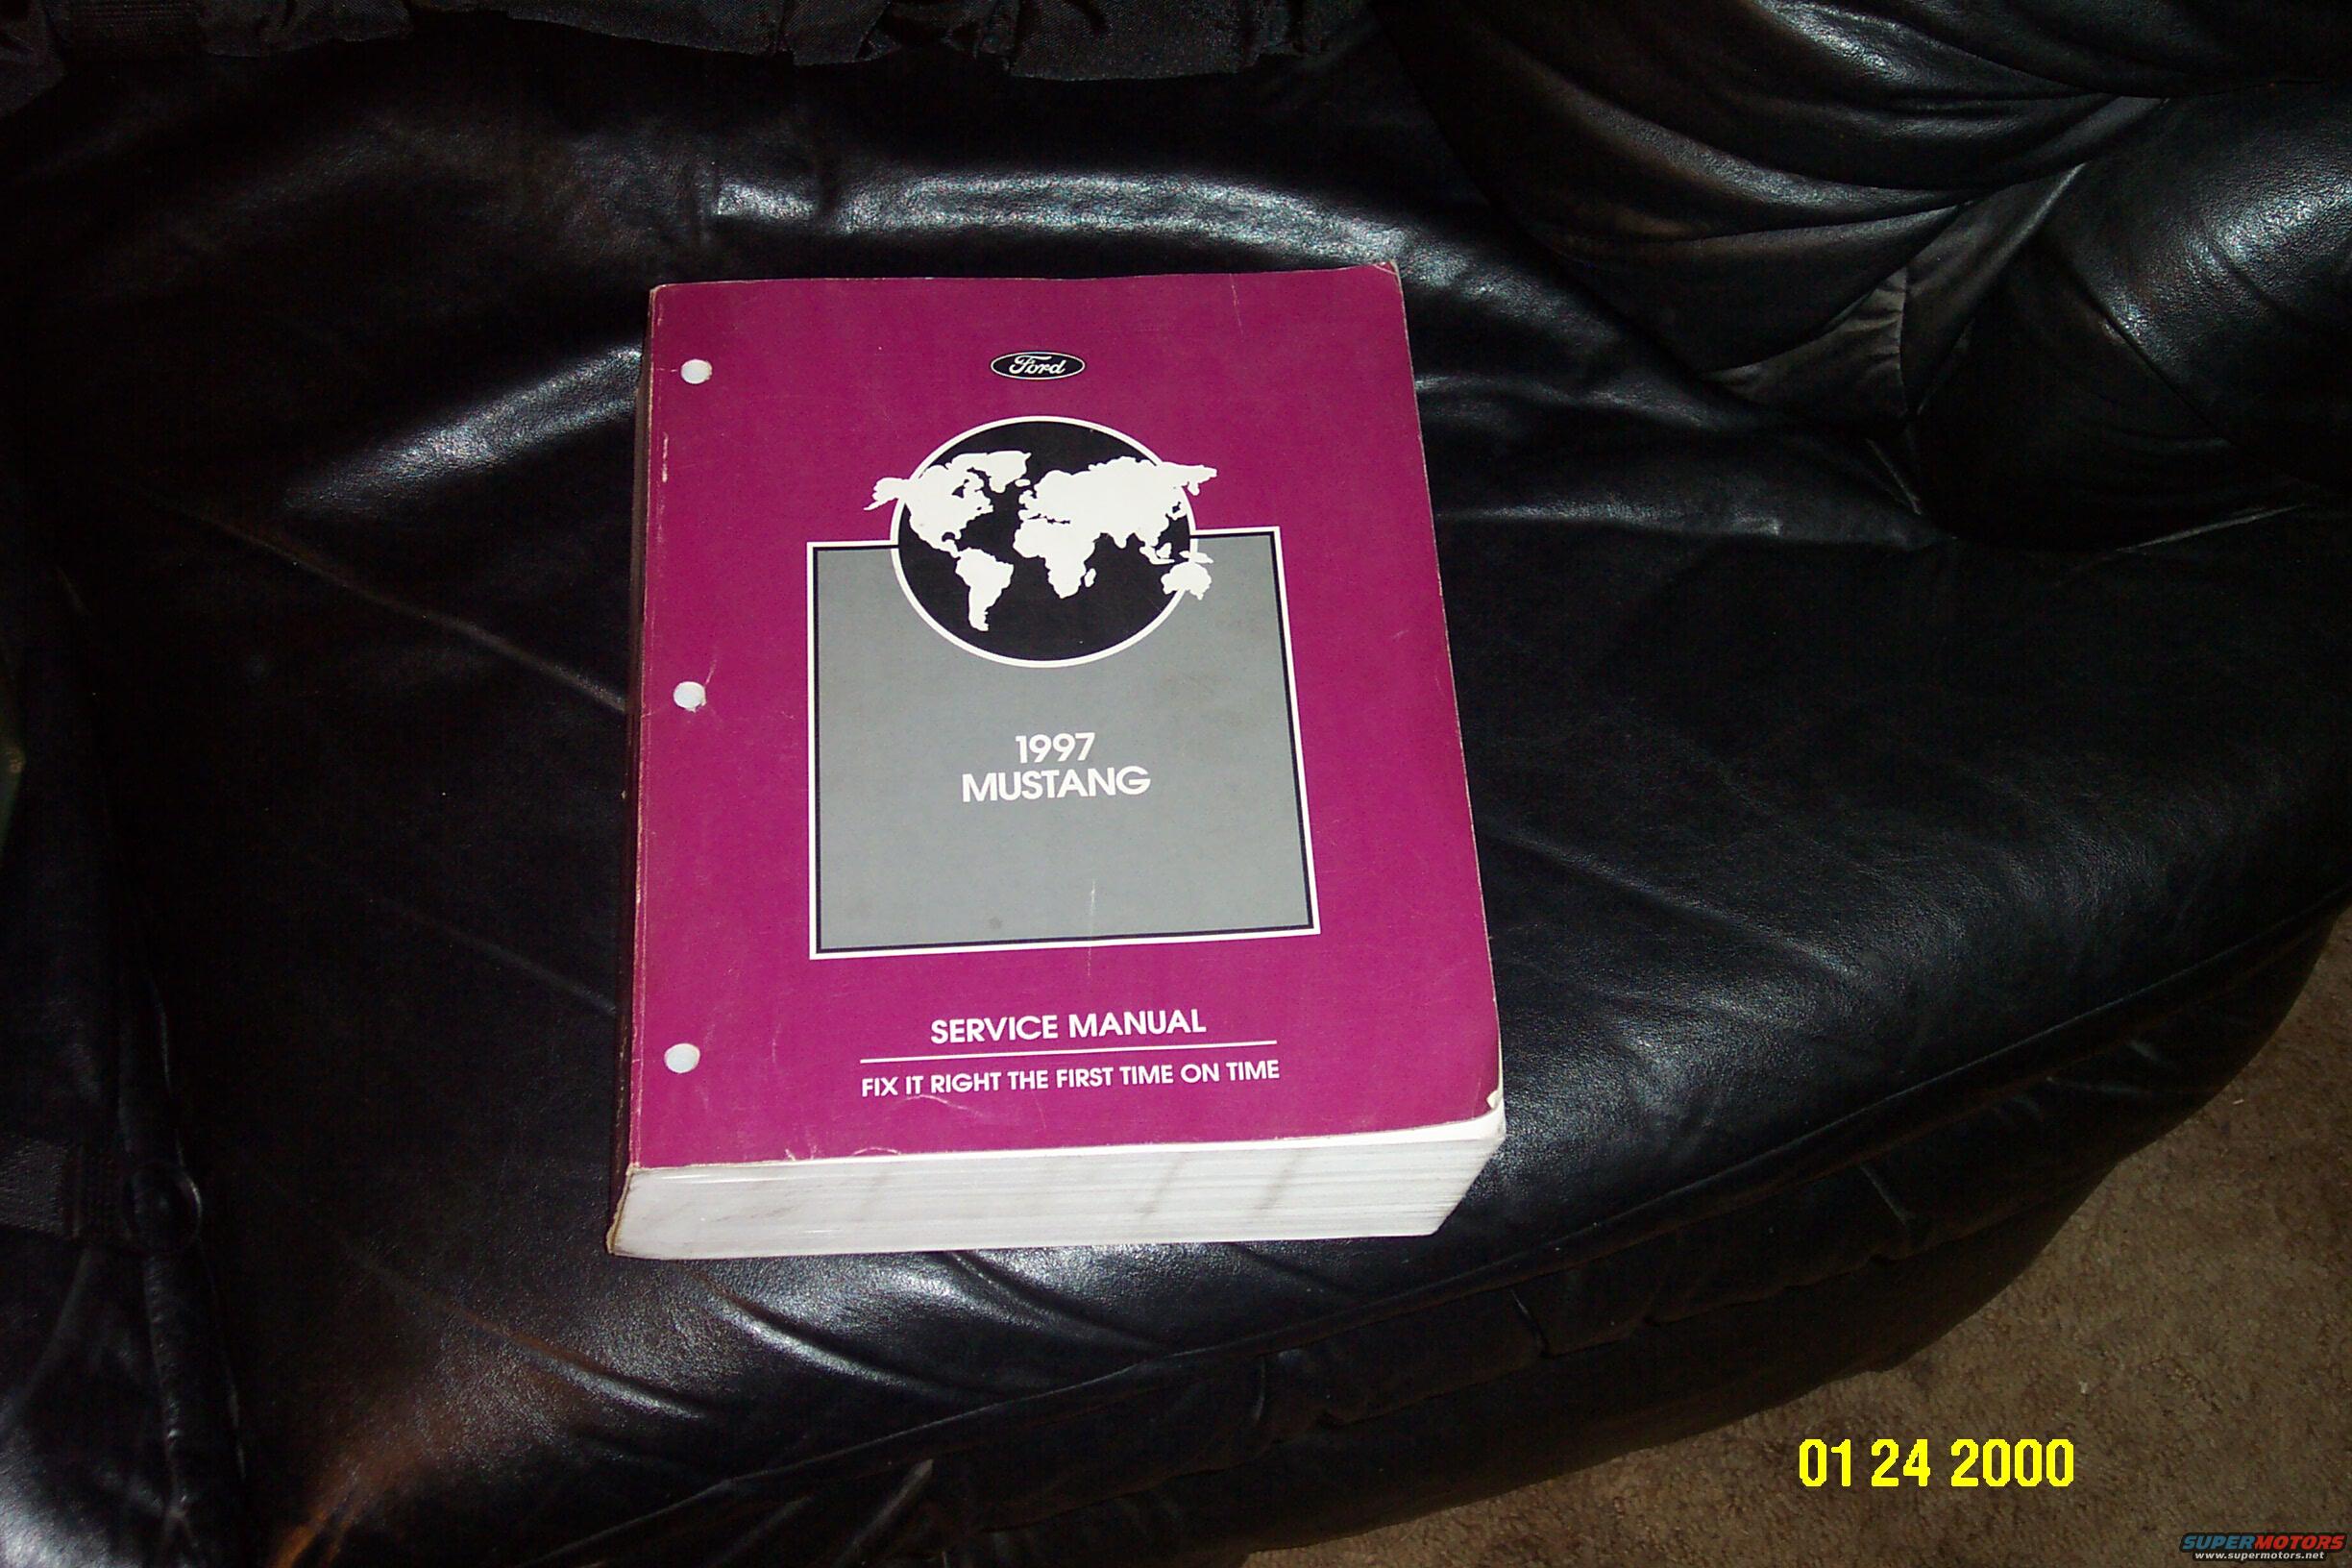 Ford
1997
MUSTANG
SERVICE MANUAL
FIX IT RIGHT THE FIRST TIME ON TIME
01 24 2000
SUPERMOTORS
www.supermotors.net